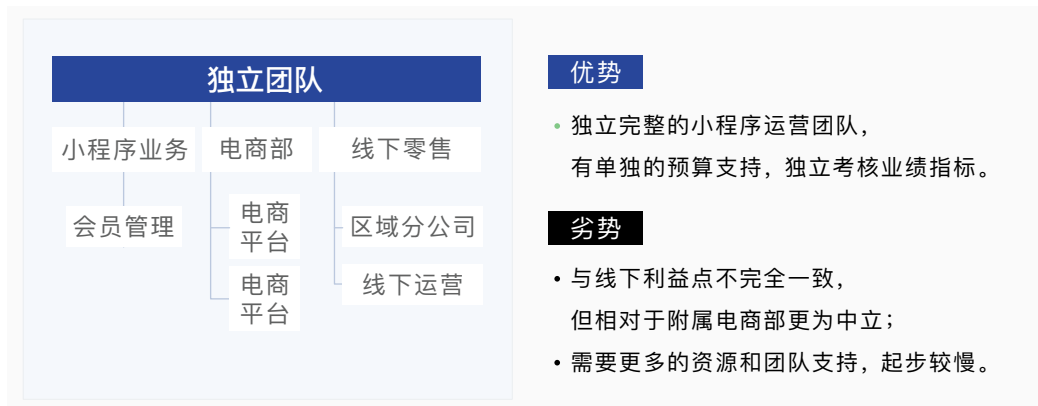 独立团队
小程序业务
电商部
线下零售
会员管理
电商
平台
电商
平台
区域分公司
线下运营
优势
• 独立完整的小程序运营团队，
有单独的预算支持，独立考核业绩指标。
劣势
• 与线下利益点不完全一致，
但相对于附属电商部更为中立；
• 需要更多的资源和团队支持，起步较慢。